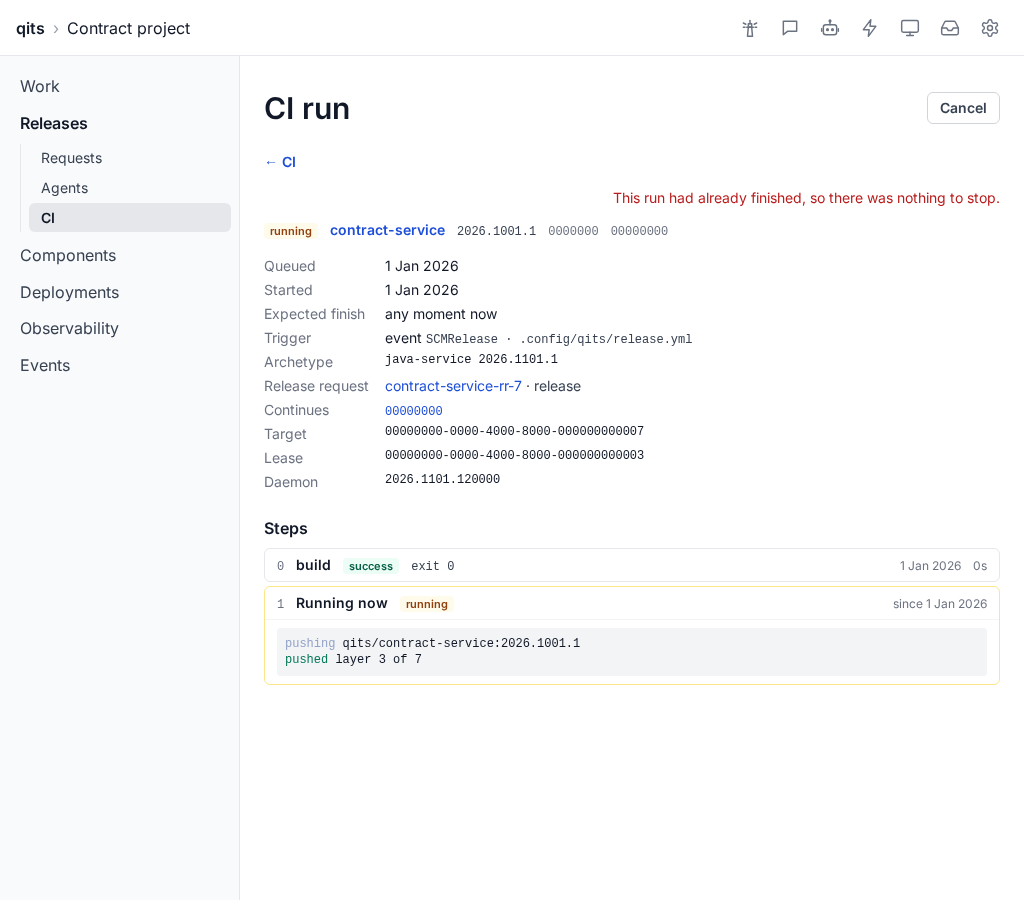 qits › Contract project
Work
Releases
Requests
Agents
CI
Components
Deployments
Observability
Events
CI run
Cancel
← CI
This run had already finished, so there was nothing to stop.
running contract-service 2026.1001.1 0000000 00000000
Queued 1 Jan 2026
Started 1 Jan 2026
Expected finish any moment now
Trigger event SCMRelease · .config/qits/release.yml
Archetype java-service 2026.1101.1
Release request contract-service-rr-7 · release
Continues 00000000
Target 00000000-0000-4000-8000-000000000007
Lease 00000000-0000-4000-8000-000000000003
Daemon 2026.1101.120000
Steps
0 build success exit 0 1 Jan 2026 0s
1 Running now running since 1 Jan 2026
pushing qits/contract-service:2026.1001.1
pushed layer 3 of 7